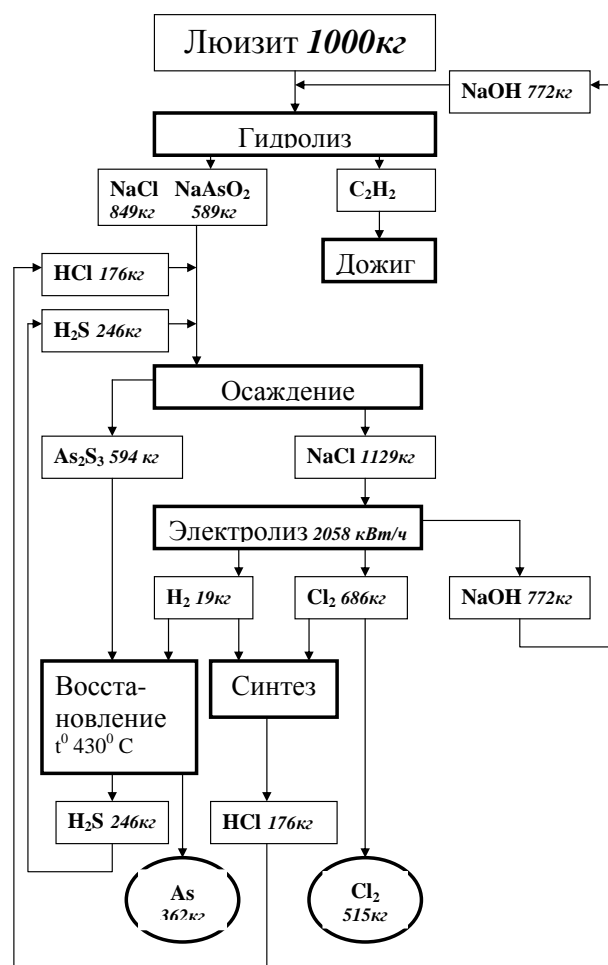 Люизит 1000кг
NaOH 772кг
Гидролиз
NaCl NaAsO₂
849кг 589кг
C₂H₂
Дожиг
HCl 176кг
H₂S 246кг
Осаждение
As₂S₃ 594 кг
NaCl 1129кг
Электролиз 2058 кВт/ч
H₂ 19кг
Cl₂ 686кг
NaOH 772кг
Восста-
новление
t⁰ 430⁰ C
Синтез
H₂S 246кг
HCl 176кг
As
362кг
Cl₂
515кг